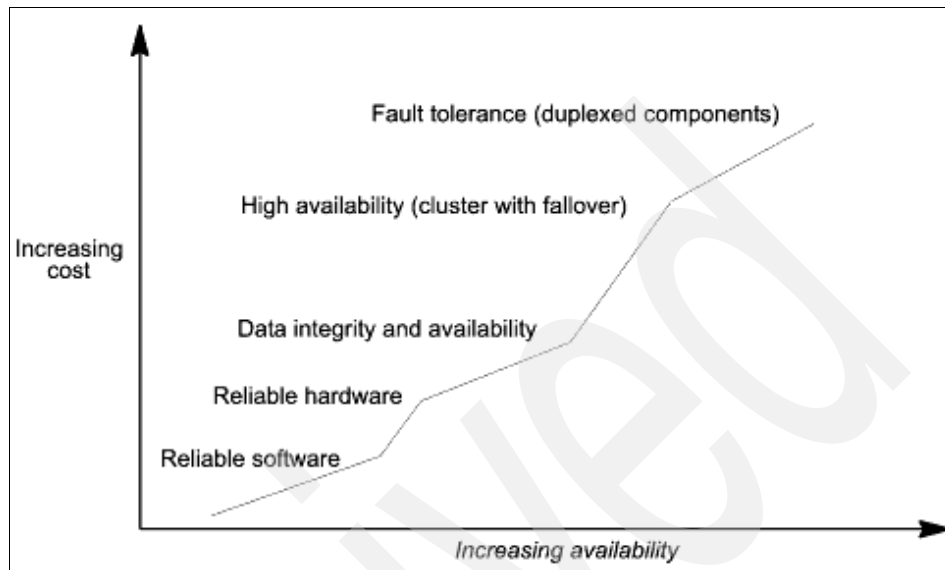 Fault tolerance (duplexed components)
High availability (cluster with fallover)
Increasing
cost
Data integrity and availability
Reliable hardware
Reliable software
Increasing availability